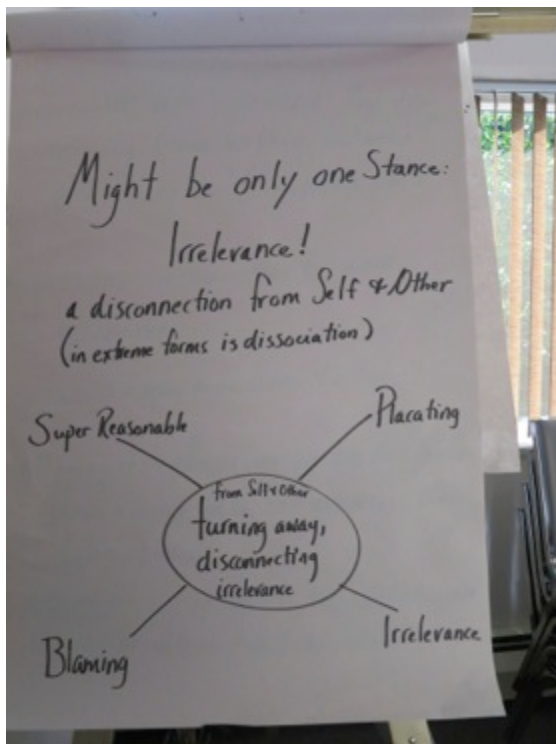 Might be only one Stance:
Irrelevance!
a disconnection from Self & Other
(in extreme forms is dissociation)
Super Reasonable
Placating
from Self & Other
turning away,
disconnecting
irrelevance
Blaming
Irrelevance